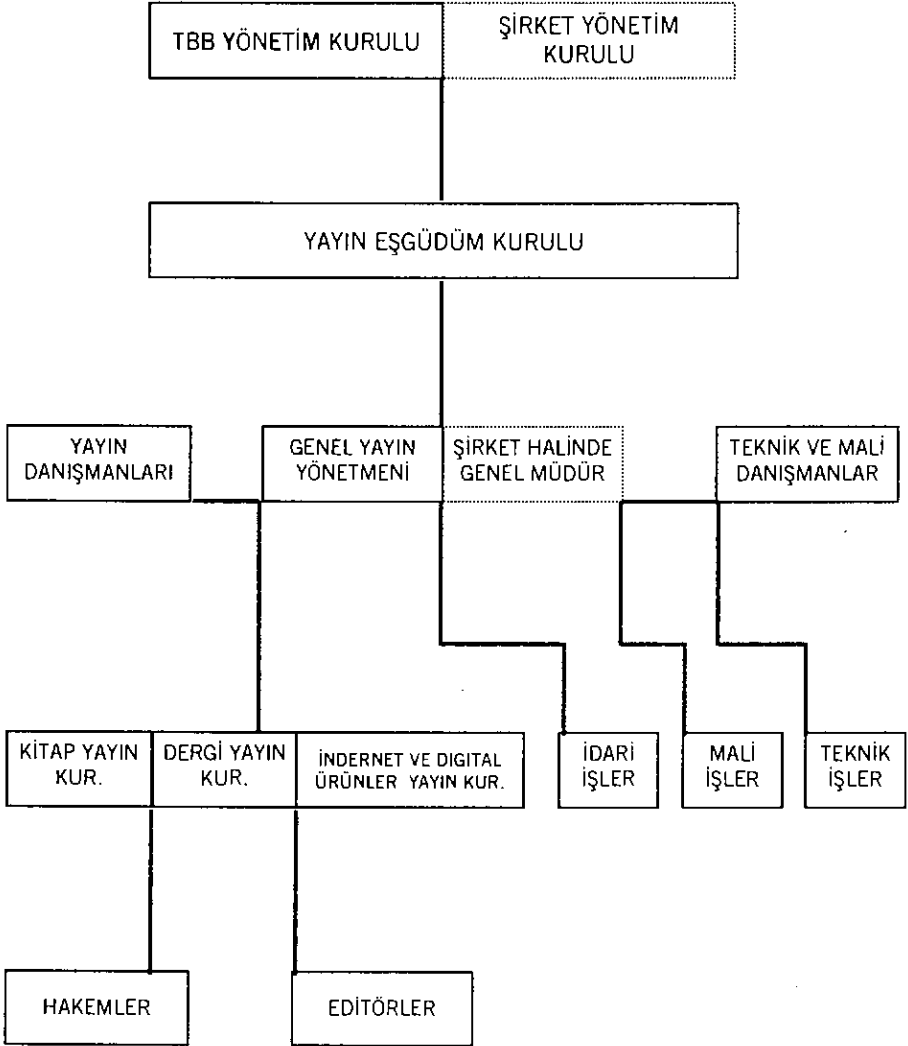 TBB YÖNETİM KURULU
ŞİRKET YÖNETİM
KURULU
YAYIN EŞGÜDÜM KURULU
YAYIN
DANIŞMANLARI
GENEL YAYIN
YÖNETMENİ
ŞİRKET HALİNDE
GENEL MÜDÜR
TEKNİK VE MALİ
DANIŞMANLAR
KİTAP YAYIN
KUR.
DERGİ YAYIN
KUR.
İNDERNET VE DIGITAL
ÜRÜNLER YAYIN KUR.
İDARİ
İŞLER
MALİ
İŞLER
TEKNİK
İŞLER
HAKEMLER
EDİTÖRLER